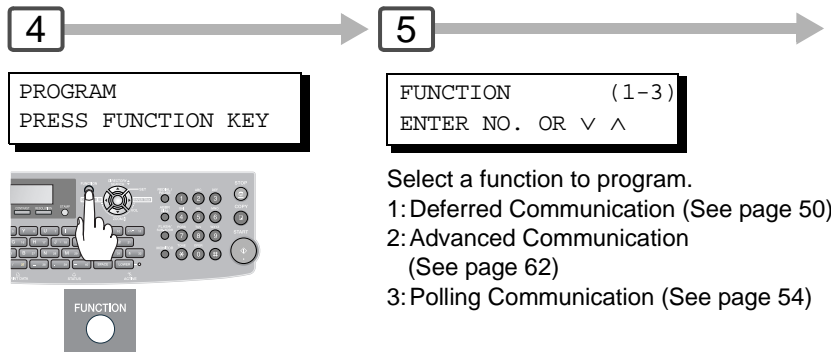 4
PROGRAM
PRESS FUNCTION KEY
FUNCTION
5
FUNCTION (1-3)
ENTER NO. OR ∨ ∧
Select a function to program.
1:Deferred Communication (See page 50)
2:Advanced Communication
(See page 62)
3:Polling Communication (See page 54)